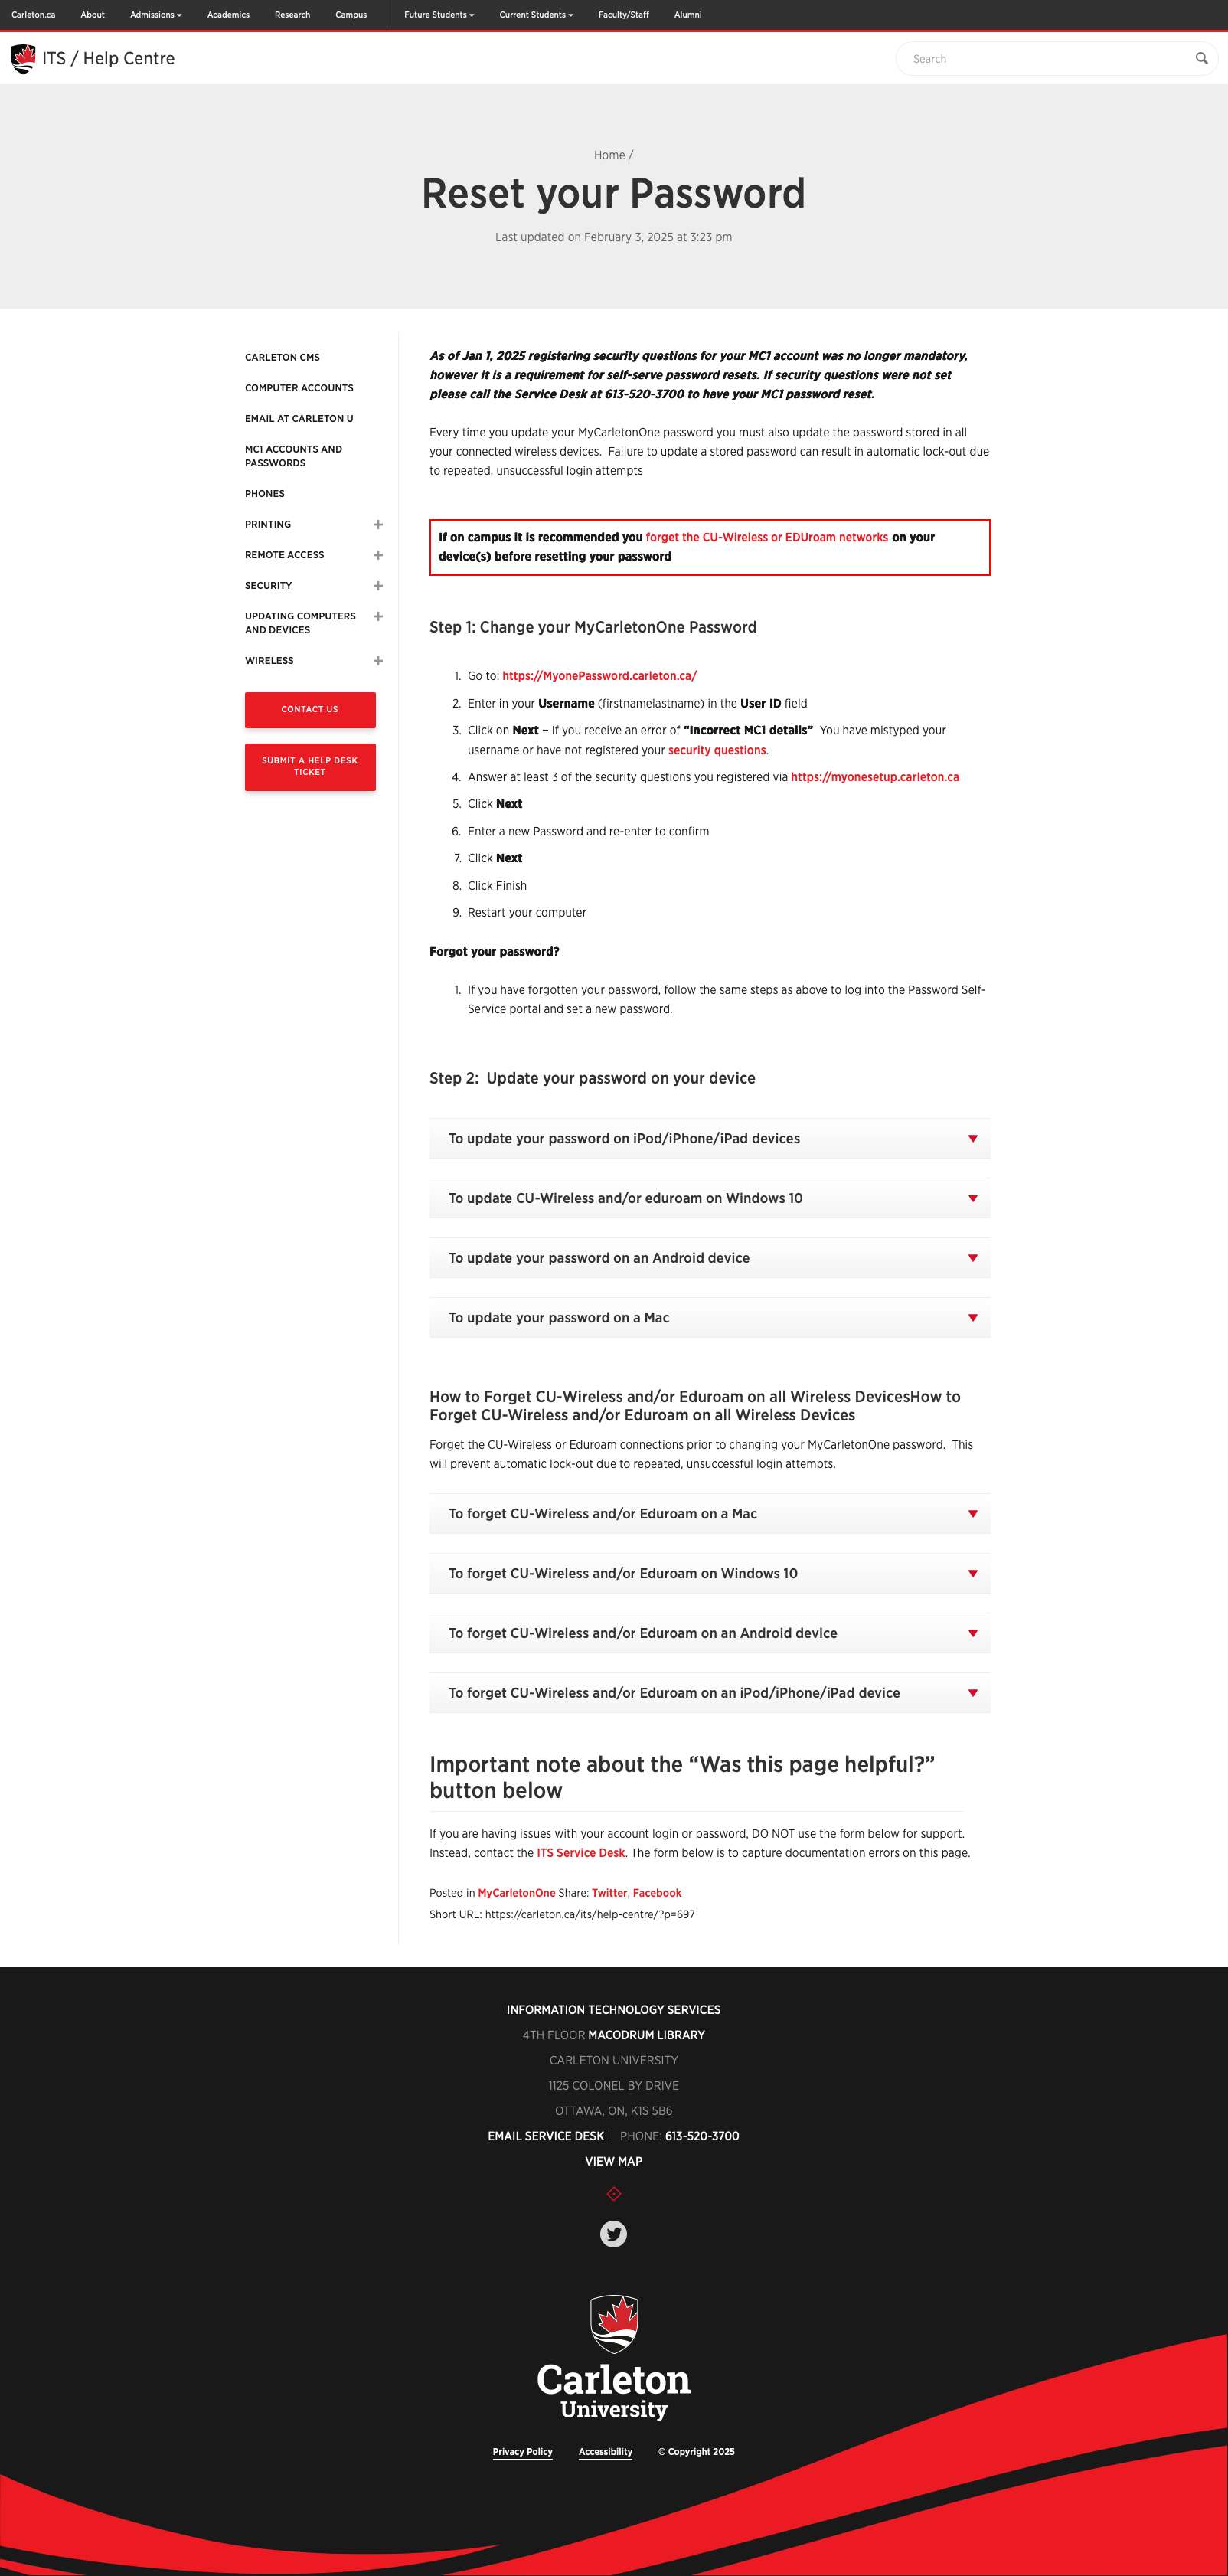 Carleton.ca About Admissions Academics Research Campus Future Students Current Students Faculty/Staff Alumni
ITS / Help Centre
Search
Home /
Reset your Password
Last updated on February 3, 2025 at 3:23 pm
CARLETON CMS
COMPUTER ACCOUNTS
EMAIL AT CARLETON U
MC1 ACCOUNTS AND
PASSWORDS
PHONES
PRINTING
REMOTE ACCESS
SECURITY
UPDATING COMPUTERS
AND DEVICES
WIRELESS
CONTACT US
SUBMIT A HELP DESK
TICKET
As of Jan 1, 2025 registering security questions for your MC1 account was no longer mandatory,
however it is a requirement for self-serve password resets. If security questions were not set
please call the Service Desk at 613-520-3700 to have your MC1 password reset.
Every time you update your MyCarletonOne password you must also update the password stored in all
your connected wireless devices.  Failure to update a stored password can result in automatic lock-out due
to repeated, unsuccessful login attempts
If on campus it is recommended you forget the CU-Wireless or EDUroam networks on your
device(s) before resetting your password
Step 1: Change your MyCarletonOne Password
1. Go to: https://MyonePassword.carleton.ca/
2. Enter in your Username (firstnamelastname) in the User ID field
3. Click on Next – If you receive an error of “Incorrect MC1 details”  You have mistyped your
username or have not registered your security questions.
4. Answer at least 3 of the security questions you registered via https://myonesetup.carleton.ca
5. Click Next
6. Enter a new Password and re-enter to confirm
7. Click Next
8. Click Finish
9. Restart your computer
Forgot your password?
1. If you have forgotten your password, follow the same steps as above to log into the Password Self-
Service portal and set a new password.
Step 2:  Update your password on your device
To update your password on iPod/iPhone/iPad devices
To update CU-Wireless and/or eduroam on Windows 10
To update your password on an Android device
To update your password on a Mac
How to Forget CU-Wireless and/or Eduroam on all Wireless DevicesHow to
Forget CU-Wireless and/or Eduroam on all Wireless Devices
Forget the CU-Wireless or Eduroam connections prior to changing your MyCarletonOne password.  This
will prevent automatic lock-out due to repeated, unsuccessful login attempts.
To forget CU-Wireless and/or Eduroam on a Mac
To forget CU-Wireless and/or Eduroam on Windows 10
To forget CU-Wireless and/or Eduroam on an Android device
To forget CU-Wireless and/or Eduroam on an iPod/iPhone/iPad device
Important note about the “Was this page helpful?”
button below
If you are having issues with your account login or password, DO NOT use the form below for support.
Instead, contact the ITS Service Desk. The form below is to capture documentation errors on this page.
Posted in MyCarletonOne Share: Twitter, Facebook
Short URL: https://carleton.ca/its/help-centre/?p=697
INFORMATION TECHNOLOGY SERVICES
4TH FLOOR MACODRUM LIBRARY
CARLETON UNIVERSITY
1125 COLONEL BY DRIVE
OTTAWA, ON, K1S 5B6
EMAIL SERVICE DESK | PHONE: 613-520-3700
VIEW MAP
Carleton
University
Privacy Policy Accessibility © Copyright 2025